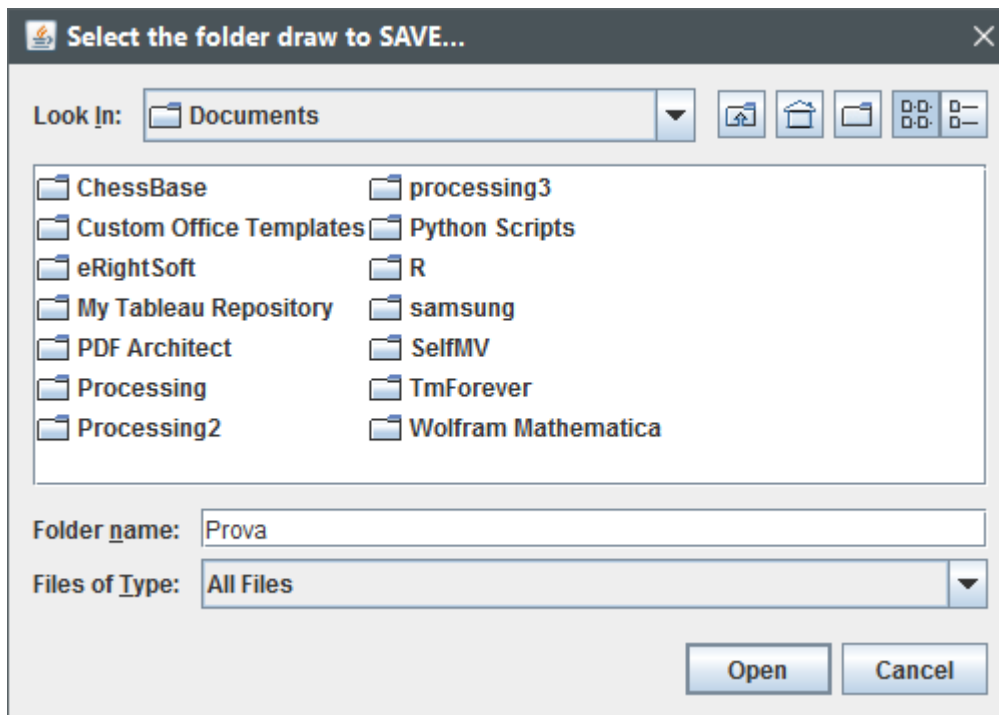 Select the folder draw to SAVE...
Look In: Documents
ChessBase
Custom Office Templates
eRightSoft
My Tableau Repository
PDF Architect
Processing
Processing2
processing3
Python Scripts
R
samsung
SelfMV
TmForever
Wolfram Mathematica
Folder name: Prova
Files of Type: All Files
Open Cancel